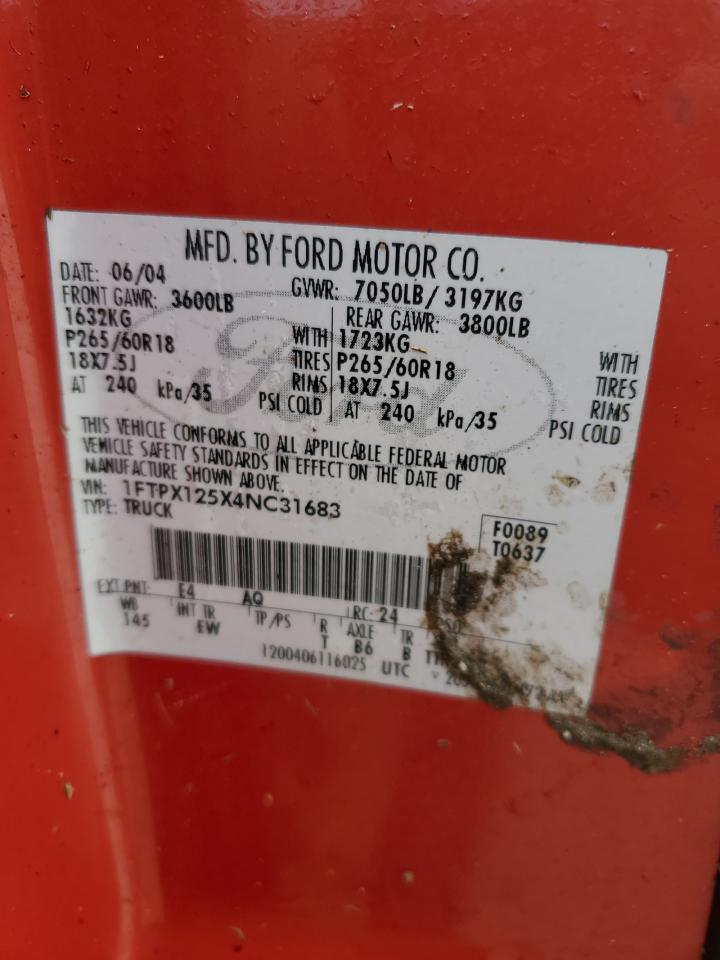 MFD. BY FORD MOTOR CO.
DATE: 06/04 GVWR: 7050LB/ 3197KG
FRONT GAWR: 3600LB REAR GAWR: 3800LB
1632KG WITH 1723KG WITH
P265/60R18 TIRES P265/60R18 TIRES
18X7.5J RIMS 18X7.5J RIMS
AT 240 kPa/35 PSI COLD AT 240 kPa/35 PSI COLD
THIS VEHICLE CONFORMS TO ALL APPLICABLE FEDERAL MOTOR
VEHICLE SAFETY STANDARDS IN EFFECT ON THE DATE OF
MANUFACTURE SHOWN ABOVE.
VIN: 1FTPX125X4NC31683
TYPE: TRUCK
F0089
T0637
EXT PNT: E4 AQ RC: 24
WB INT TR TP/PS R AXLE TR
145 EW T B6 B
1200406116025 UTC
Ford